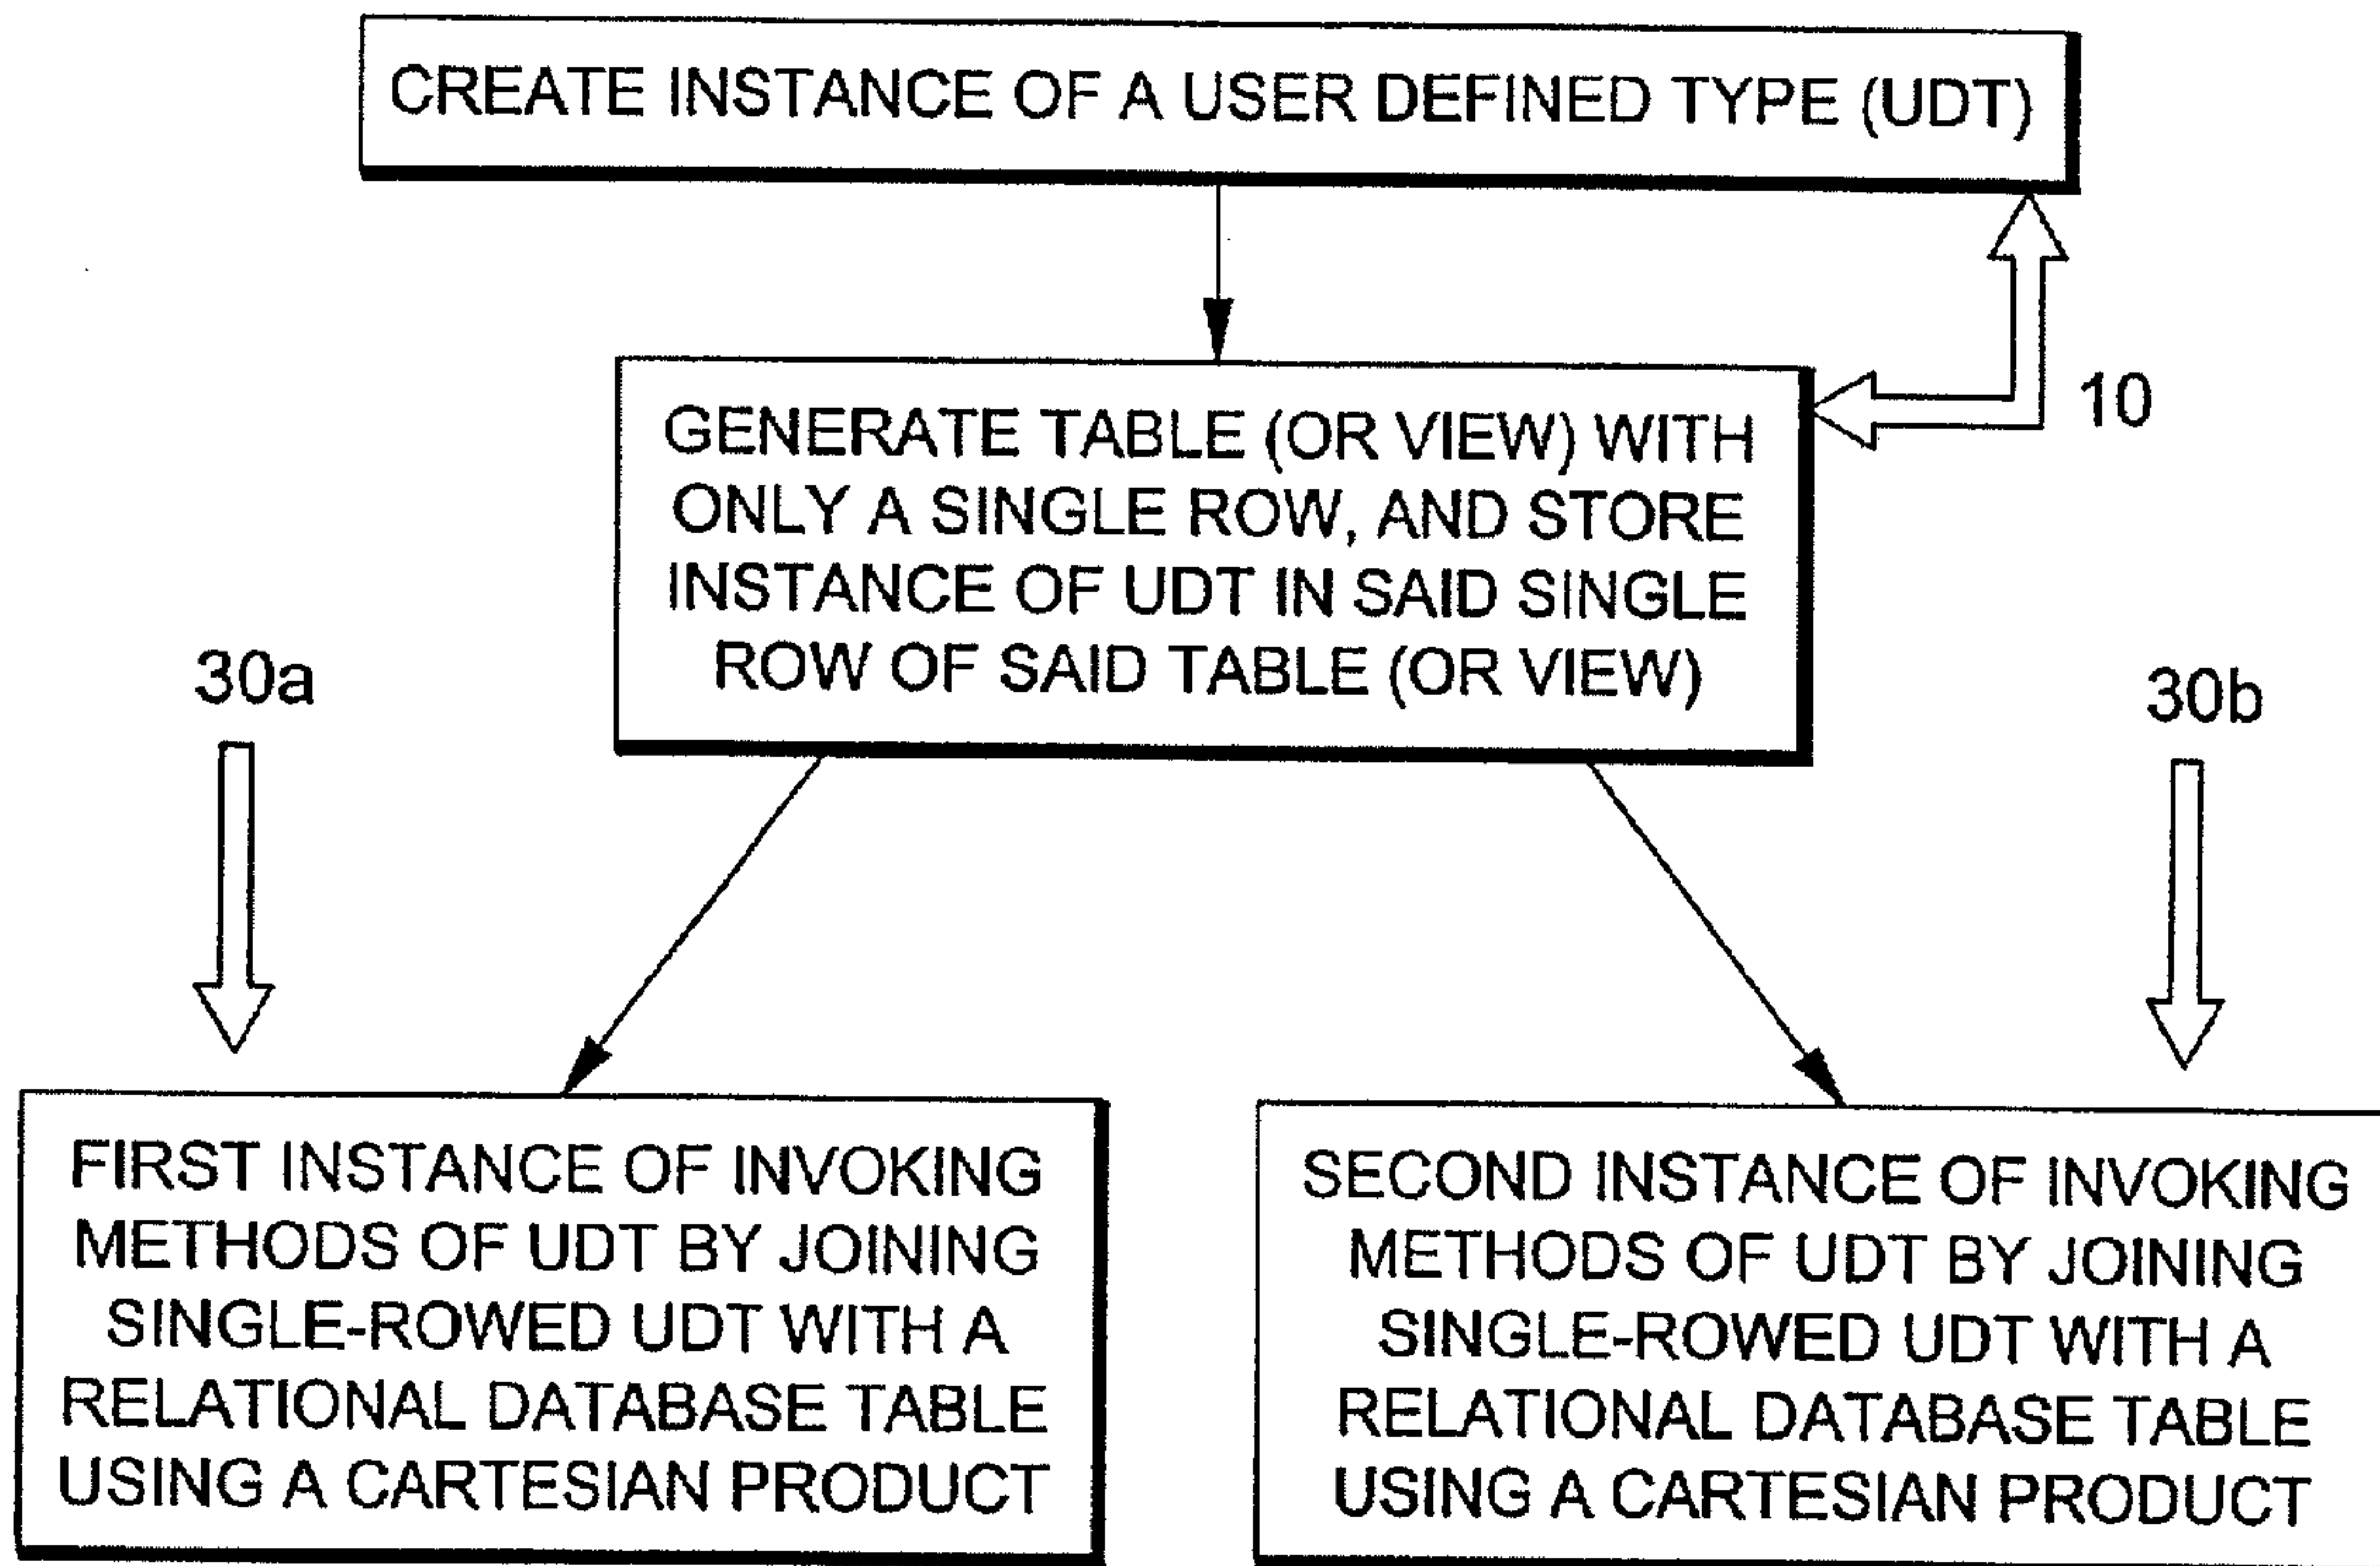 CREATE INSTANCE OF A USER DEFINED TYPE (UDT)
10
GENERATE TABLE (OR VIEW) WITH
ONLY A SINGLE ROW, AND STORE
INSTANCE OF UDT IN SAID SINGLE
ROW OF SAID TABLE (OR VIEW)
30a
30b
FIRST INSTANCE OF INVOKING
METHODS OF UDT BY JOINING
SINGLE-ROWED UDT WITH A
RELATIONAL DATABASE TABLE
USING A CARTESIAN PRODUCT
SECOND INSTANCE OF INVOKING
METHODS OF UDT BY JOINING
SINGLE-ROWED UDT WITH A
RELATIONAL DATABASE TABLE
USING A CARTESIAN PRODUCT